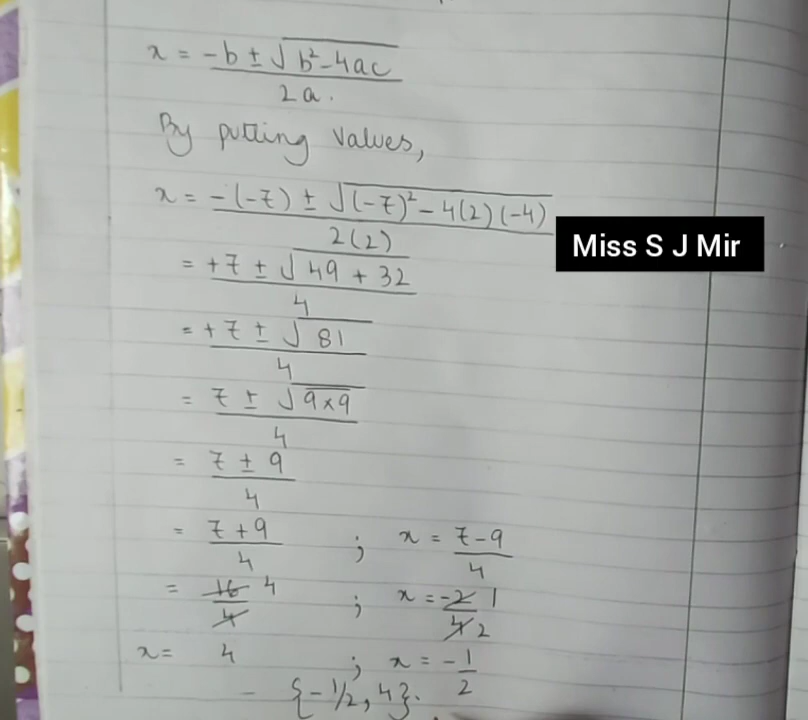 x = -b ± √b²-4ac
2a.
By putting values,
x = -(-7) ± √(-7)² - 4(2)(-4)
2(2)
Miss S J Mir
= +7 ± √49 + 32
4
= +7 ± √81
4
= 7 ± √9×9
4
= 7 ± 9
4
= 7+9 ; x = 7-9
4 4
= 16 4 ; x = -2 1
4 4 2
x = 4 ; x = -1
2
- {-1/2, 4}.